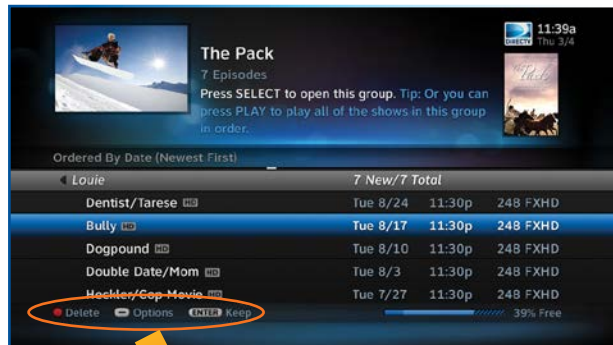 11:39a
DIRECTV Thu 3/4
The Pack
7 Episodes
Press SELECT to open this group. Tip: Or you can
press PLAY to play all of the shows in this group
in order.
Ordered By Date (Newest First)
Louie 7 New/7 Total
Dentist/Tarese HD Tue 8/24 11:30p 248 FXHD
Bully HD Tue 8/17 11:30p 248 FXHD
Dogpound HD Tue 8/10 11:30p 248 FXHD
Double Date/Mom HD Tue 8/3 11:30p 248 FXHD
Heckler/Cop Movie HD Tue 7/27 11:30p 248 FXHD
Delete Options ENTER Keep 39% Free